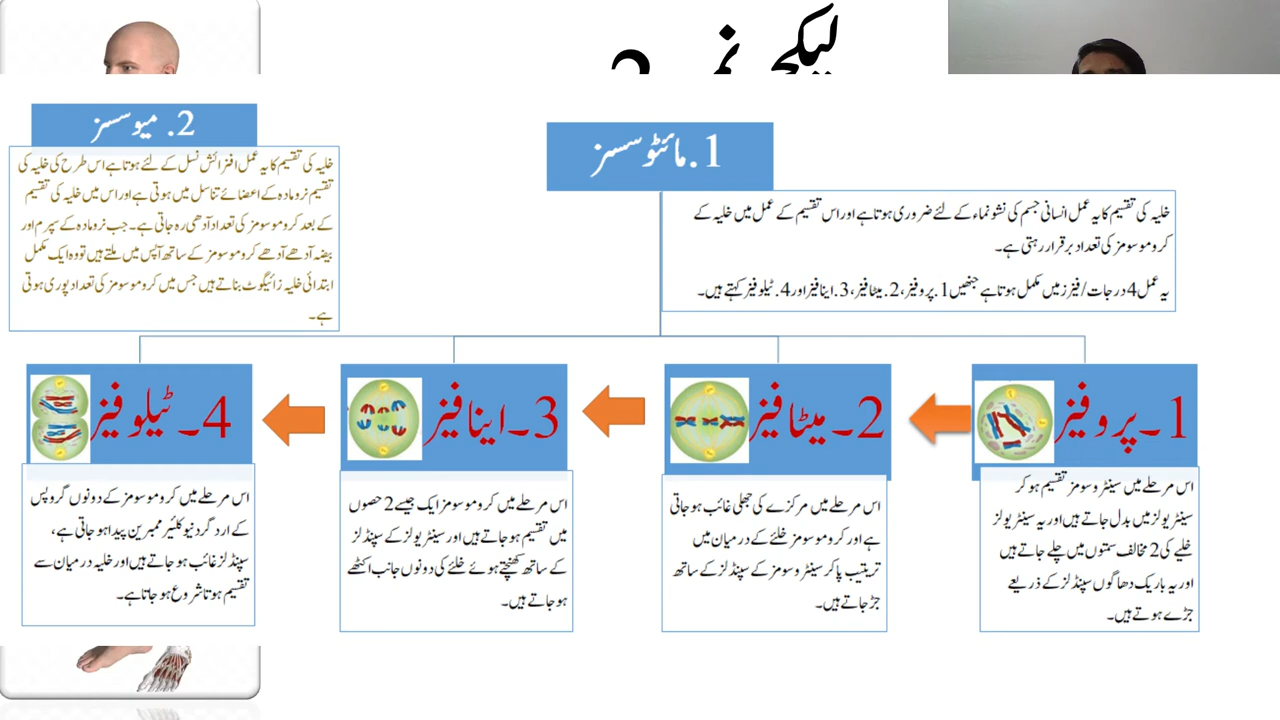 لیکچر نمبر 2
1.مائٹوسسز
خلیہ کی تقسیم کا یہ عمل انسانی جسم کی نشونماء کے لئے ضروری ہوتا ہے اور اس تقسیم کے عمل میں خلیہ کے
کروموسومز کی تعداد برقرار رہتی ہے۔
یہ عمل 4 درجات/فیزز میں مکمل ہوتا ہے جنھیں 1.پروفیز، 2.میٹافیز، 3.اینافیز اور 4.ٹیلوفیز کہتے ہیں۔
2. میوسسز
خلیہ کی تقسیم کا یہ عمل افزائش نسل کے لئے ہوتا ہے اس طرح کی خلیہ کی
تقسیم نر و مادہ کے اعضائے تناسل میں ہوتی ہے اور اس میں خلیہ کی تقسیم
کے بعد کروموسومز کی تعداد آدھی رہ جاتی ہے۔ جب نر و مادہ کے سپرم اور
بیضہ آدھے آدھے کروموسومز کے ساتھ آپس میں ملتے ہیں تو وہ ایک مکمل
ابتدائی خلیہ زائیگوٹ بناتے ہیں جس میں کروموسومز کی تعداد پوری ہوتی
ہے۔
1۔پروفیز
اس مرحلے میں سینٹروسومز تقسیم ہو کر
سینٹریولز میں بدل جاتے ہیں اور یہ سینٹریولز
خلیے کی 2 مخالف سمتوں میں چلے جاتے ہیں
اور یہ باریک دھاگوں سپنڈلز کے ذریعے
جڑے ہوتے ہیں۔
2۔میٹافیز
اس مرحلے میں مرکزے کی جھلی غائب ہو جاتی
ہے اور کروموسومز خلئے کے درمیان میں
تریتیب پا کر سینٹروسومز کے سپنڈلز کے ساتھ
جڑ جاتے ہیں۔
3۔اینافیز
اس مرحلے میں کروموسومز ایک جیسے 2 حصوں
میں تقسیم ہو جاتے ہیں اور سینٹریولز کے سپنڈلز
کے ساتھ کھنچتے ہوئے خلئے کی دونوں جانب اکٹھے
ہو جاتے ہیں۔
4۔ٹیلوفیز
اس مرحلے میں کروموسومز کے دونوں گروپس
کے ارد گرد نیوکلئیر ممبرین پیدا ہو جاتی ہے،
سپنڈلز غائب ہو جاتے ہیں اور خلیہ درمیان سے
تقسیم ہوتا شروع ہو جاتا ہے۔